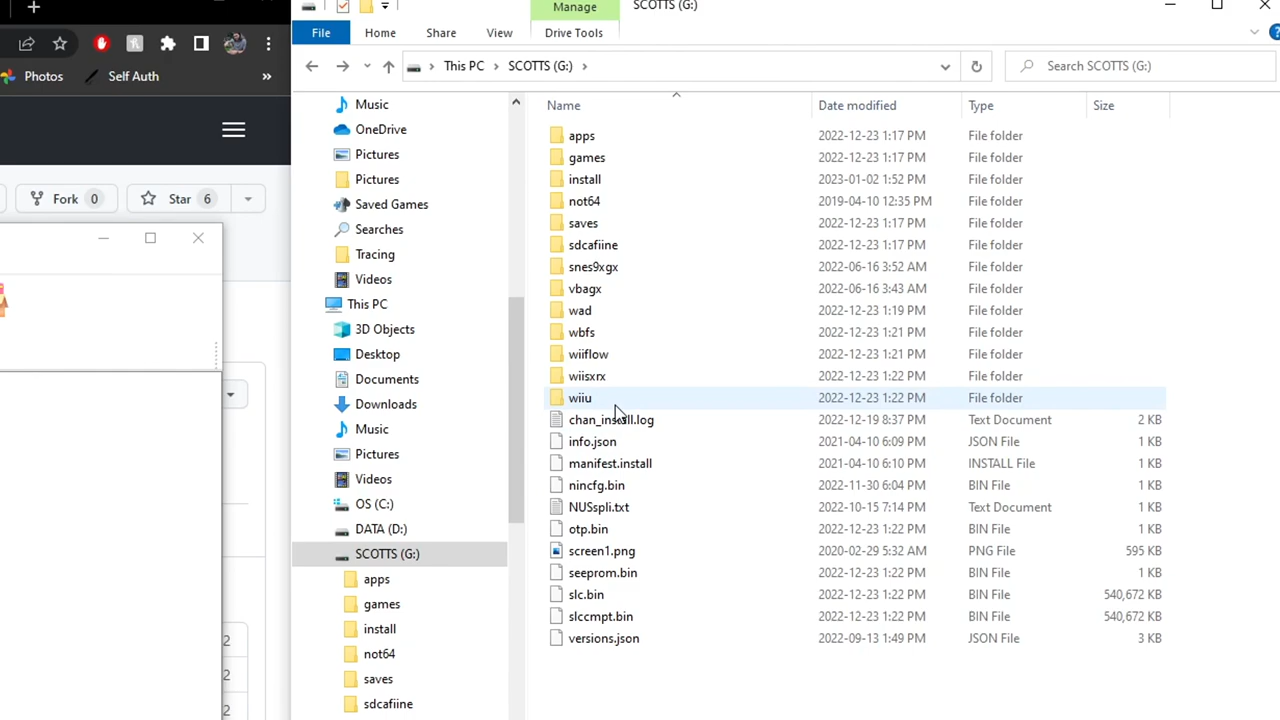 Manage
SCOTTS (G:)
File
Home
Share
View
Drive Tools
This PC
SCOTTS (G:)
Search SCOTTS (G:)
Photos
Self Auth
»
Fork 0
Star 6
2
2
2
Music
OneDrive
Pictures
Pictures
Saved Games
Searches
Tracing
Videos
This PC
3D Objects
Desktop
Documents
Downloads
Music
Pictures
Videos
OS (C:)
DATA (D:)
SCOTTS (G:)
apps
games
install
not64
saves
sdcafiine
Name Date modified Type Size
apps 2022-12-23 1:17 PM File folder
games 2022-12-23 1:17 PM File folder
install 2023-01-02 1:52 PM File folder
not64 2019-04-10 12:35 PM File folder
saves 2022-12-23 1:17 PM File folder
sdcafiine 2022-12-23 1:17 PM File folder
snes9xgx 2022-06-16 3:52 AM File folder
vbagx 2022-06-16 3:43 AM File folder
wad 2022-12-23 1:19 PM File folder
wbfs 2022-12-23 1:21 PM File folder
wiiflow 2022-12-23 1:21 PM File folder
wiisxrx 2022-12-23 1:22 PM File folder
wiiu 2022-12-23 1:22 PM File folder
chan_install.log 2022-12-19 8:37 PM Text Document 2 KB
info.json 2021-04-10 6:09 PM JSON File 1 KB
manifest.install 2021-04-10 6:10 PM INSTALL File 1 KB
nincfg.bin 2022-11-30 6:04 PM BIN File 1 KB
NUSspli.txt 2022-10-15 7:14 PM Text Document 1 KB
otp.bin 2022-12-23 1:22 PM BIN File 1 KB
screen1.png 2020-02-29 5:32 AM PNG File 595 KB
seeprom.bin 2022-12-23 1:22 PM BIN File 1 KB
slc.bin 2022-12-23 1:22 PM BIN File 540,672 KB
slccmpt.bin 2022-12-23 1:22 PM BIN File 540,672 KB
versions.json 2022-09-13 1:49 PM JSON File 3 KB